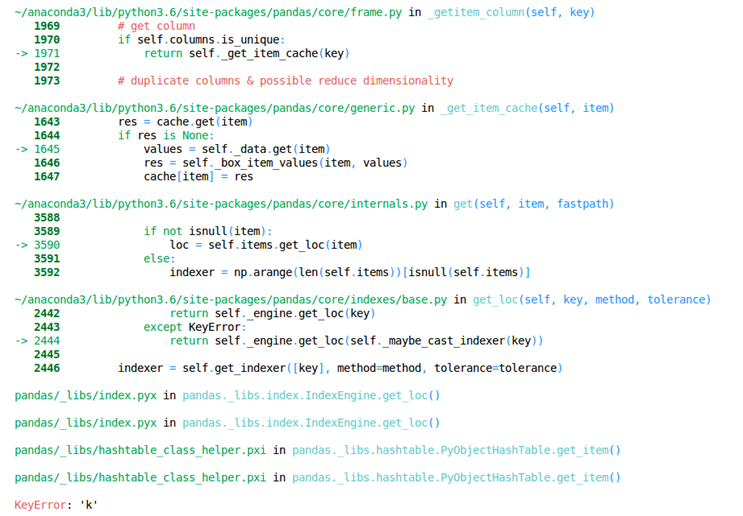 ~/anaconda3/lib/python3.6/site-packages/pandas/core/frame.py in _getitem_column(self, key)
   1969         # get column
   1970         if self.columns.is_unique:
-> 1971             return self._get_item_cache(key)
   1972
   1973         # duplicate columns & possible reduce dimensionality
~/anaconda3/lib/python3.6/site-packages/pandas/core/generic.py in _get_item_cache(self, item)
   1643         res = cache.get(item)
   1644         if res is None:
-> 1645             values = self._data.get(item)
   1646             res = self._box_item_values(item, values)
   1647             cache[item] = res
~/anaconda3/lib/python3.6/site-packages/pandas/core/internals.py in get(self, item, fastpath)
   3588
   3589             if not isnull(item):
-> 3590                 loc = self.items.get_loc(item)
   3591             else:
   3592                 indexer = np.arange(len(self.items))[isnull(self.items)]
~/anaconda3/lib/python3.6/site-packages/pandas/core/indexes/base.py in get_loc(self, key, method, tolerance)
   2442                 return self._engine.get_loc(key)
   2443             except KeyError:
-> 2444                 return self._engine.get_loc(self._maybe_cast_indexer(key))
   2445
   2446         indexer = self.get_indexer([key], method=method, tolerance=tolerance)
pandas/_libs/index.pyx in pandas._libs.index.IndexEngine.get_loc()
pandas/_libs/index.pyx in pandas._libs.index.IndexEngine.get_loc()
pandas/_libs/hashtable_class_helper.pxi in pandas._libs.hashtable.PyObjectHashTable.get_item()
pandas/_libs/hashtable_class_helper.pxi in pandas._libs.hashtable.PyObjectHashTable.get_item()
KeyError: 'k'